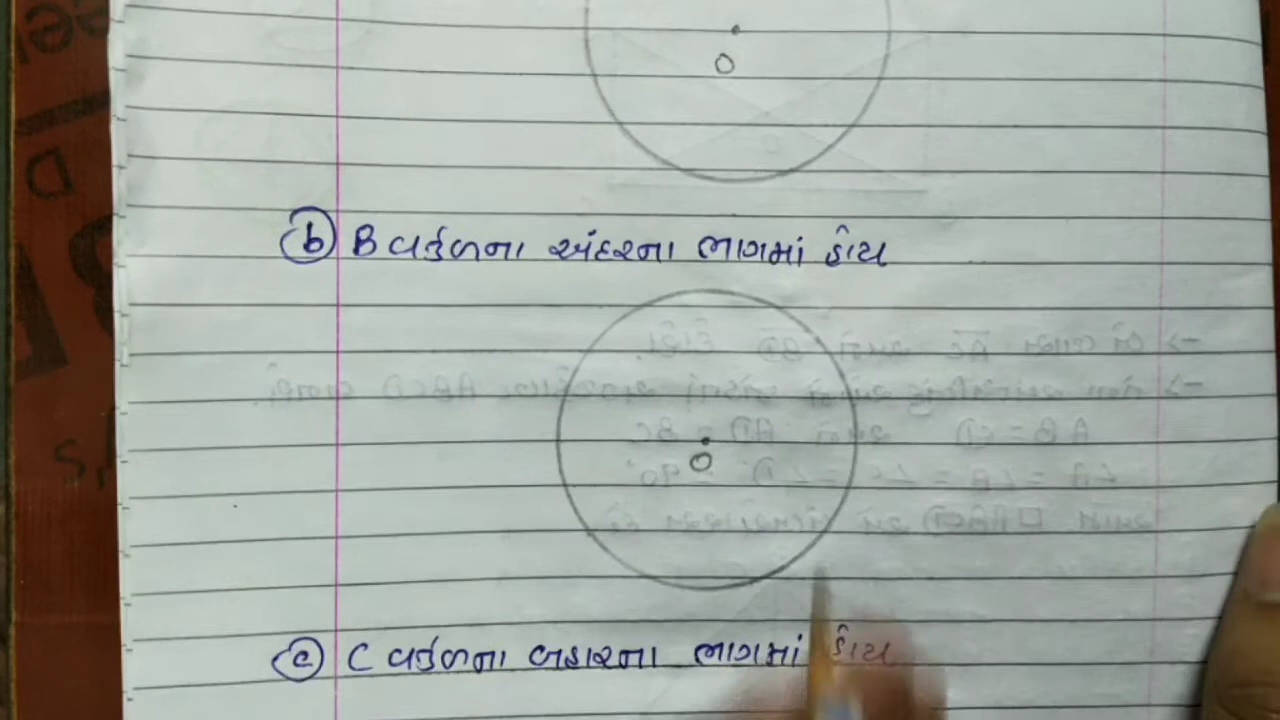 O
(b) B વર્તુળના અંદરના ભાગમાં હોય
O
(c) C વર્તુળના બહારના ભાગમાં હોય